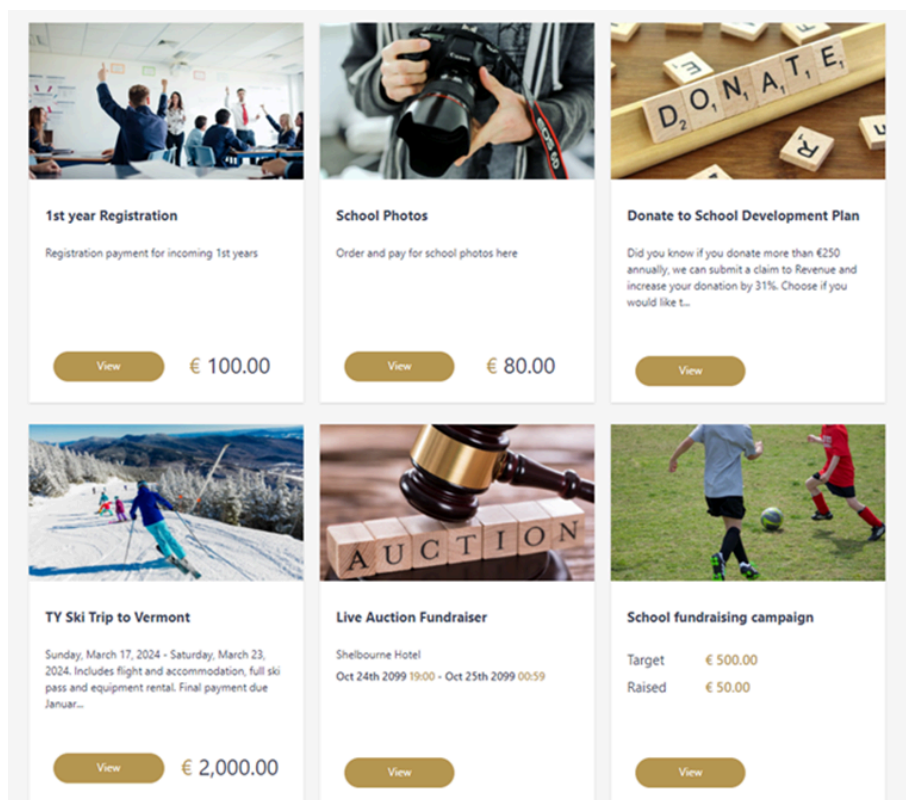 Canon
EOS 6D
DONATE
1st year Registration
Registration payment for incoming 1st years
View
€ 100.00
School Photos
Order and pay for school photos here
View
€ 80.00
Donate to School Development Plan
Did you know if you donate more than €250
annually, we can submit a claim to Revenue and
increase your donation by 31%. Choose if you
would like t...
View
AUCTION
TY Ski Trip to Vermont
Sunday, March 17, 2024 - Saturday, March 23,
2024. Includes flight and accommodation, full ski
pass and equipment rental. Final payment due
Januar...
View
€ 2,000.00
Live Auction Fundraiser
Shelbourne Hotel
Oct 24th 2099 19:00 - Oct 25th 2099 00:59
View
School fundraising campaign
Target € 500.00
Raised € 50.00
View